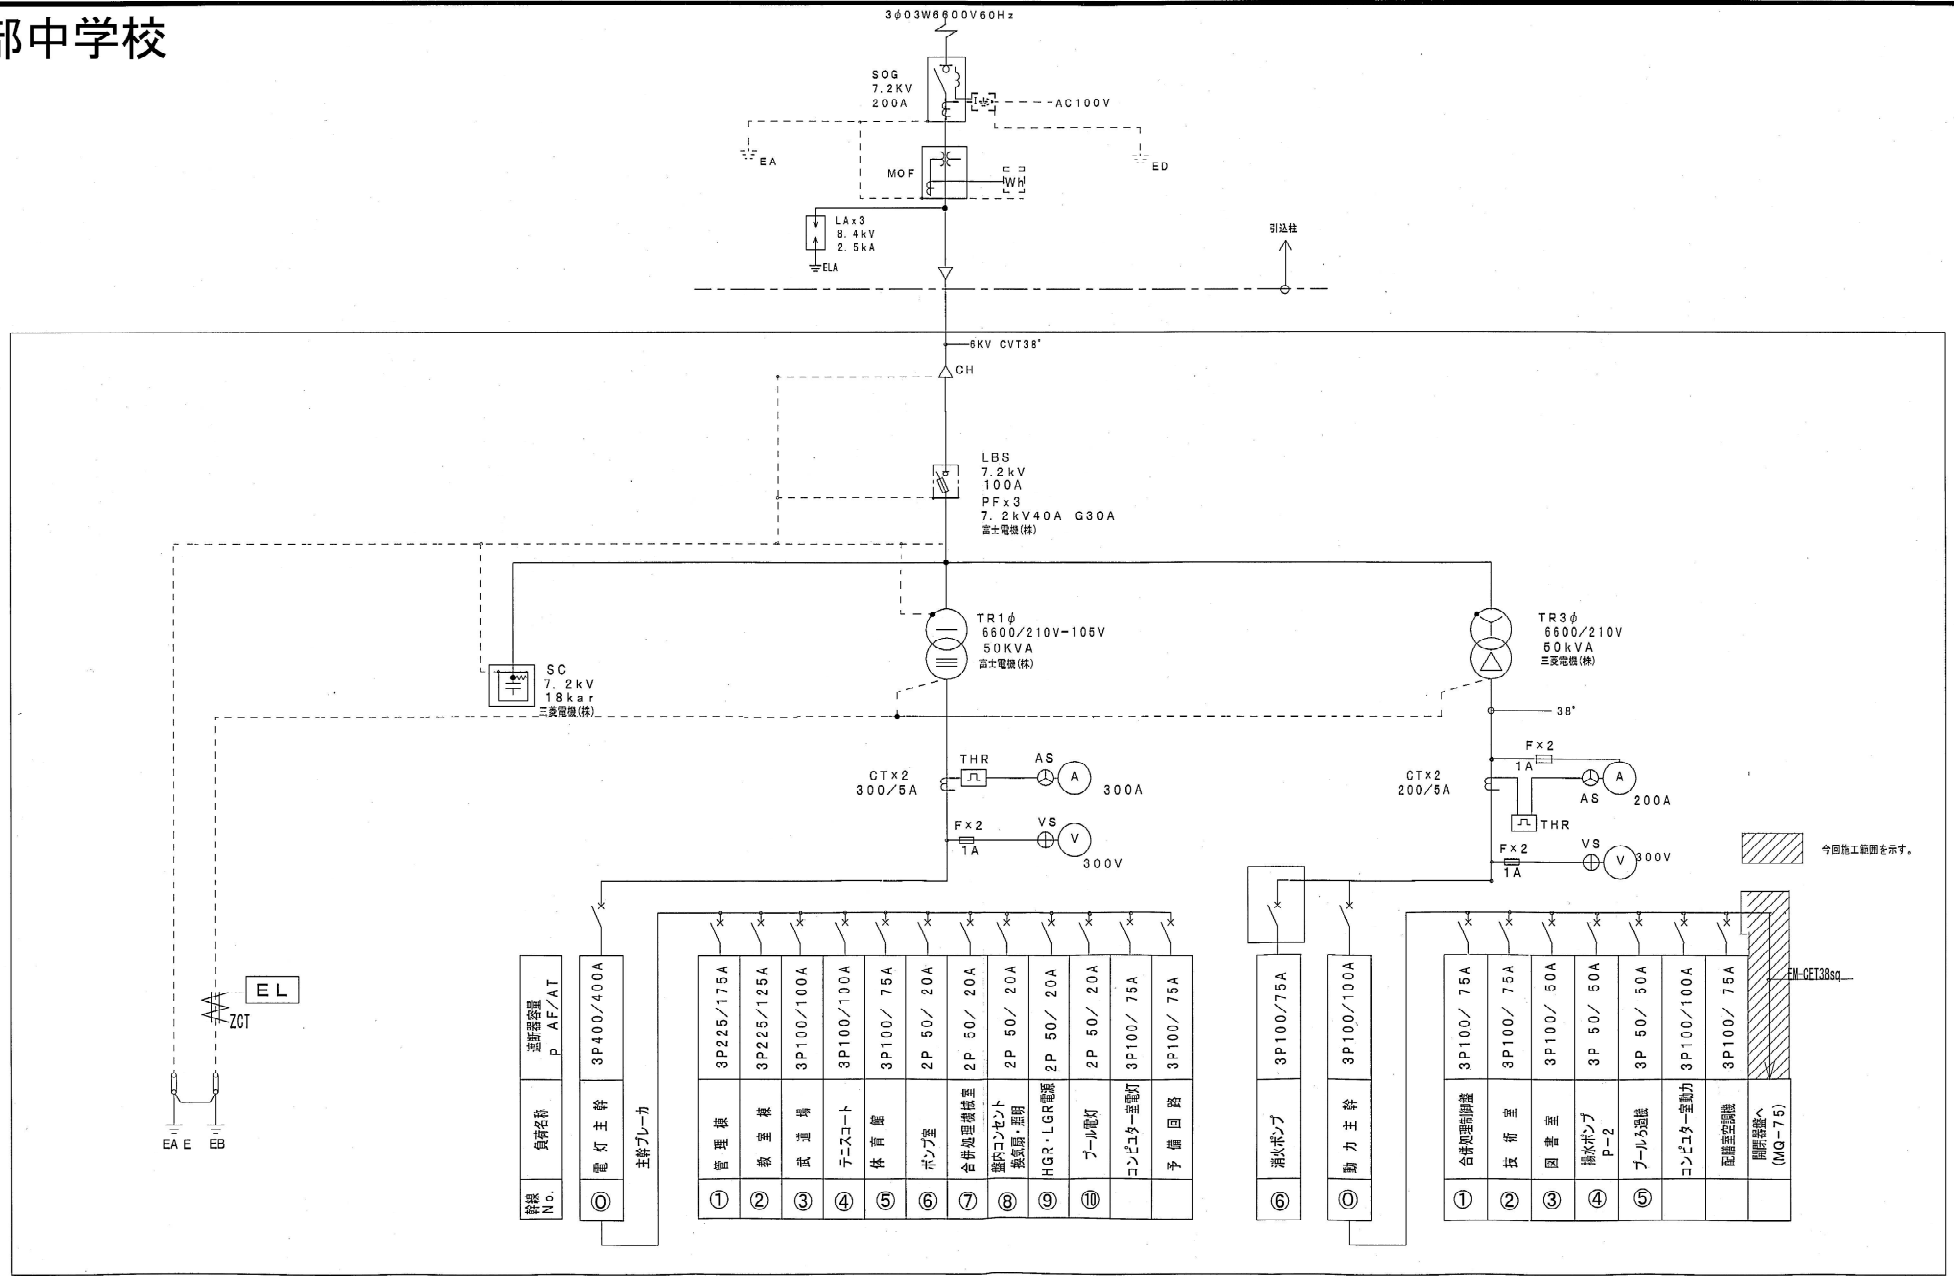 部中学校
3φ03W6600V60Hz
SOG
7.2KV
200A
AC100V
EA
ED
MOF
Wh
LAx3
8.4kV
2.5kA
ELA
引込柱
6KV CVT38°
CH
LBS
7.2kV
100A
PFx3
7.2kV40A G30A
富士電機(株)
TR1φ
6600/210V-105V
50KVA
富士電機(株)
TR3φ
6600/210V
50kVA
三菱電機(株)
SC
7.2kV
18kar
三菱電機(株)
38°
CTx2
300/5A
THR
AS
A
300A
Fx2
1A
VS
V
300V
Fx2
1A
CTx2
200/5A
AS
A
200A
THR
Fx2
1A
VS
V
300V
今回施工範囲を示す。
EL
ZCT
EA E EB
遮断器容量
P AF/AT
負荷名称
幹線
No.
3P400/400A
電灯主幹
⓪
主幹ブレーカ
3P225/175A
管理棟
①
3P225/125A
教室棟
②
3P100/100A
武道場
③
3P100/100A
テニスコート
④
3P100/ 75A
体育館
⑤
2P 50/ 20A
ポンプ室
⑥
2P 50/ 20A
合併処理機械室
⑦
2P 50/ 20A
盤内コンセント
換気扇・照明
⑧
2P 50/ 20A
HGR・LGR電源
⑨
2P 50/ 20A
プール電灯
⑩
3P100/ 75A
コンピュター室電灯
3P100/ 75A
予備回路
3P100/75A
消火ポンプ
⑥
3P100/100A
動力主幹
⓪
3P100/ 75A
合併処理制御盤
①
3P100/ 75A
技術室
②
3P100/ 50A
図書室
③
3P 50/ 50A
揚水ポンプ
P-2
④
3P 50/ 50A
プールろ過機
⑤
3P100/100A
コンピュター室動力
3P100/ 75A
配膳室空調機
EM-CET38sq
開閉器盤へ
(MQ-75)